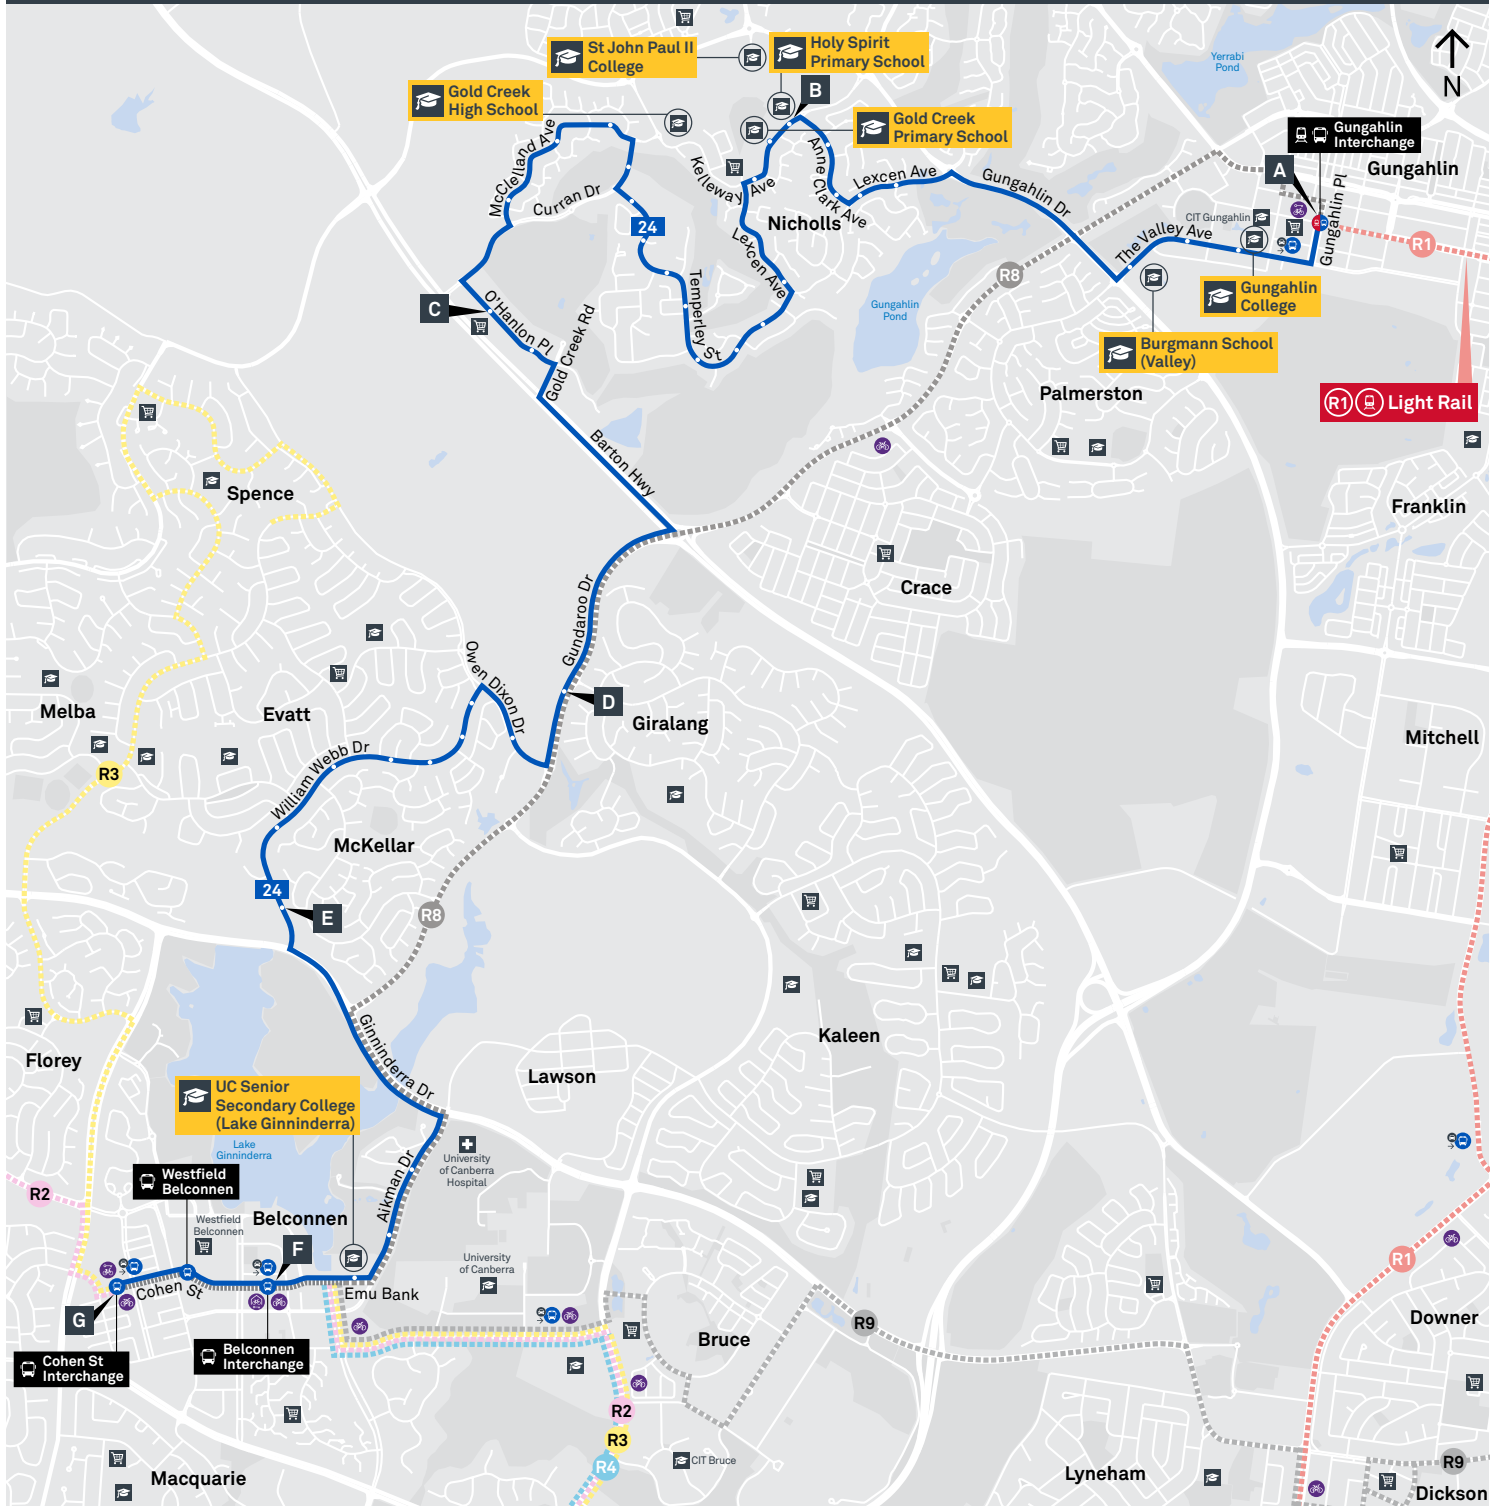 St John Paul II
College
Holy Spirit
Primary School
Yerrabi
Pond
N
Gold Creek
High School
B
Gold Creek
Primary School
Gungahlin
Interchange
Gungahlin
A
McClelland Ave
Kelleway Ave
Anne Clark Ave
Lexcen Ave
Gungahlin Dr
Curran Dr
Nicholls
CIT Gungahlin
Gungahlin Pl
24
The Valley Ave
R1
Lexcen Ave
R8
C
O'Hanlon Pl
Temperley St
Gungahlin
Pond
Gungahlin
College
Gold Creek Rd
Burgmann School
(Valley)
Palmerston
R1
Light Rail
Barton Hwy
Spence
Franklin
Crace
Gundaroo Dr
Owen Dixon Dr
D
Melba
Evatt
Giralang
Mitchell
William Webb Dr
R3
McKellar
24
E
R8
Kaleen
Ginninderra Dr
Florey
Lawson
UC Senior
Secondary College
(Lake Ginninderra)
Lake
Ginninderra
University
of Canberra
Hospital
Westfield
Belconnen
R2
Aikman Dr
Westfield
Belconnen
Belconnen
F
University
of Canberra
R1
Cohen St
Emu Bank
G
Bruce
R9
Downer
Cohen St
Interchange
Belconnen
Interchange
R2
R3
R4
CIT Bruce
R9
Macquarie
Lyneham
Dickson